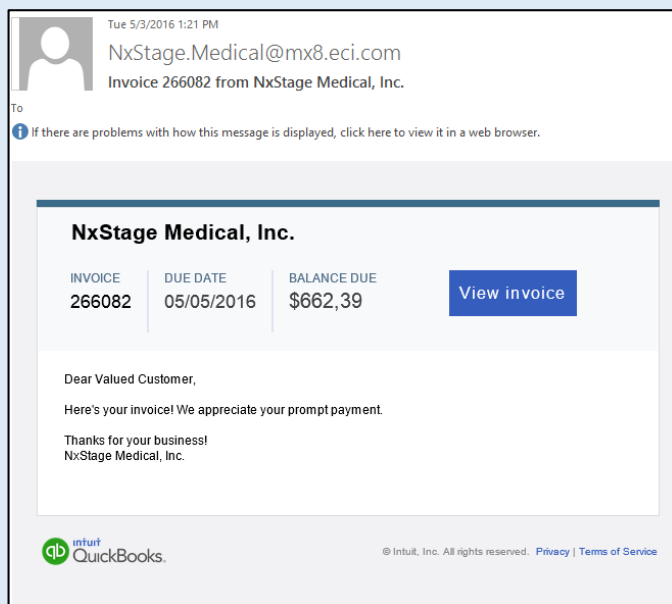 Tue 5/3/2016 1:21 PM
NxStage.Medical@mx8.eci.com
Invoice 266082 from NxStage Medical, Inc.
To
If there are problems with how this message is displayed, click here to view it in a web browser.
NxStage Medical, Inc.
INVOICE DUE DATE BALANCE DUE
266082 05/05/2016 $662,39
View invoice
Dear Valued Customer,
Here's your invoice! We appreciate your prompt payment.
Thanks for your business!
NxStage Medical, Inc.
qb intuit QuickBooks.
© Intuit, Inc. All rights reserved. Privacy | Terms of Service